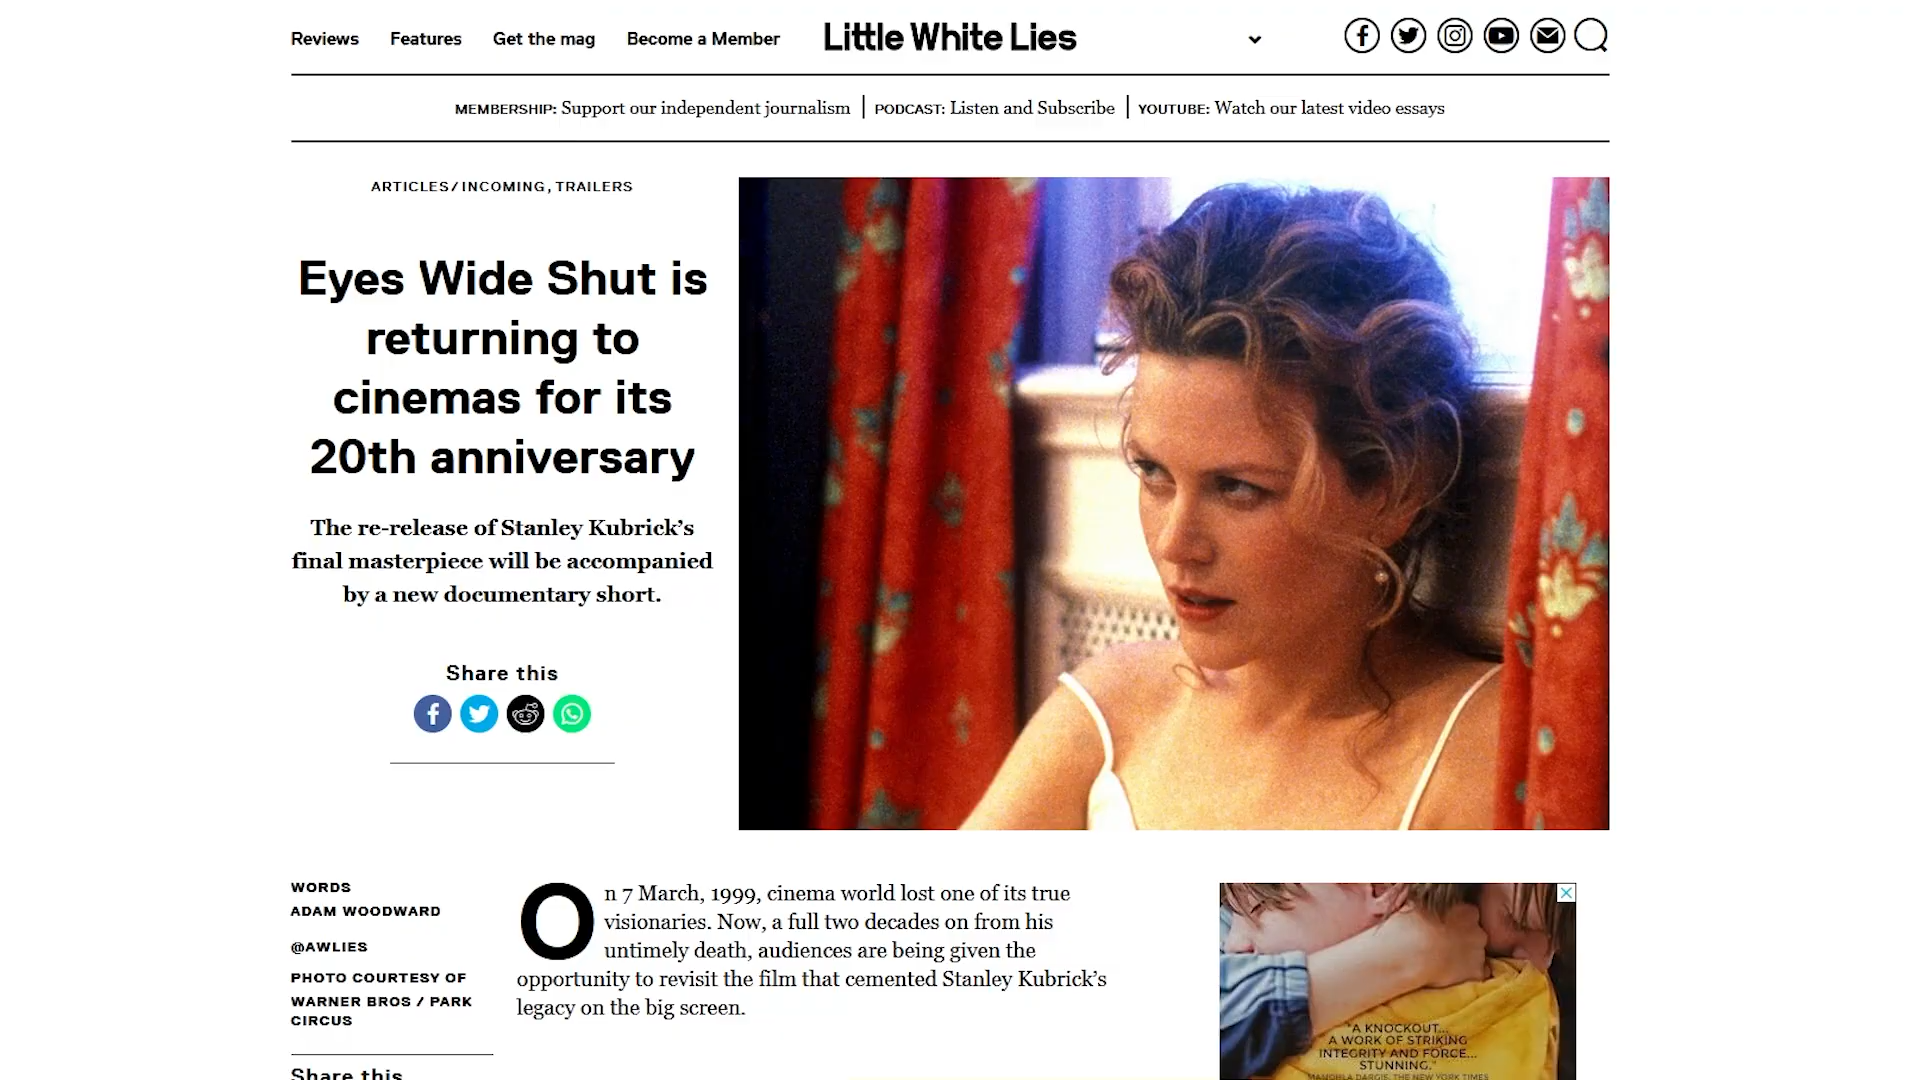 Reviews Features Get the mag Become a Member Little White Lies
MEMBERSHIP: Support our independent journalism PODCAST: Listen and Subscribe YOUTUBE: Watch our latest video essays
ARTICLES/INCOMING, TRAILERS
Eyes Wide Shut is
returning to
cinemas for its
20th anniversary
The re-release of Stanley Kubrick’s
final masterpiece will be accompanied
by a new documentary short.
Share this
WORDS
ADAM WOODWARD
@AWLIES
PHOTO COURTESY OF
WARNER BROS / PARK
CIRCUS
Share this
On 7 March, 1999, cinema world lost one of its true
visionaries. Now, a full two decades on from his
untimely death, audiences are being given the
opportunity to revisit the film that cemented Stanley Kubrick’s
legacy on the big screen.
"A KNOCKOUT...
A WORK OF STRIKING
INTEGRITY AND FORCE...
STUNNING."
MANOHLA DARGIS, THE NEW YORK TIMES